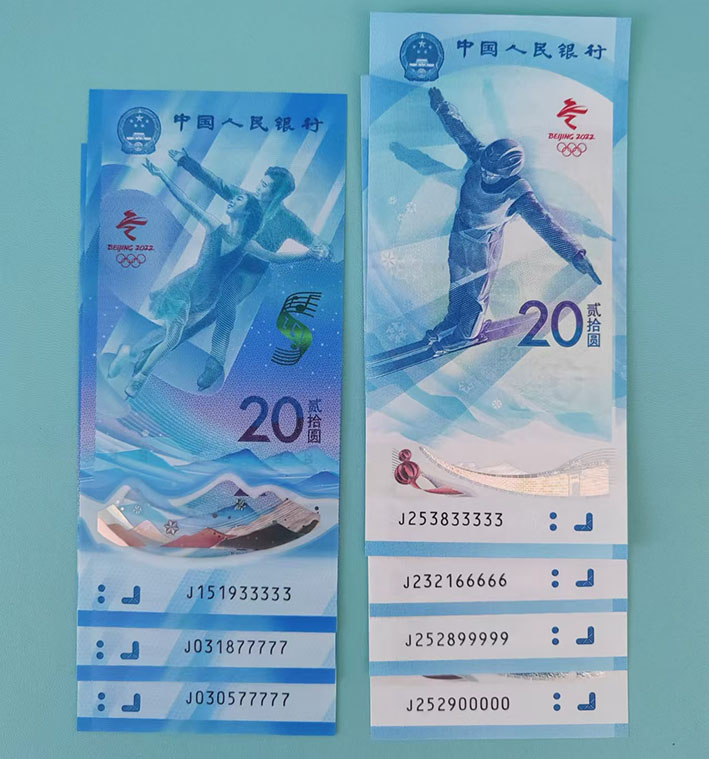 中国人民银行
BEIJING 2022
20
贰拾圆
J151933333
J031877777
J030577777
中国人民银行
BEIJING 2022
20
贰拾圆
J253833333
J232166666
J252899999
J252900000